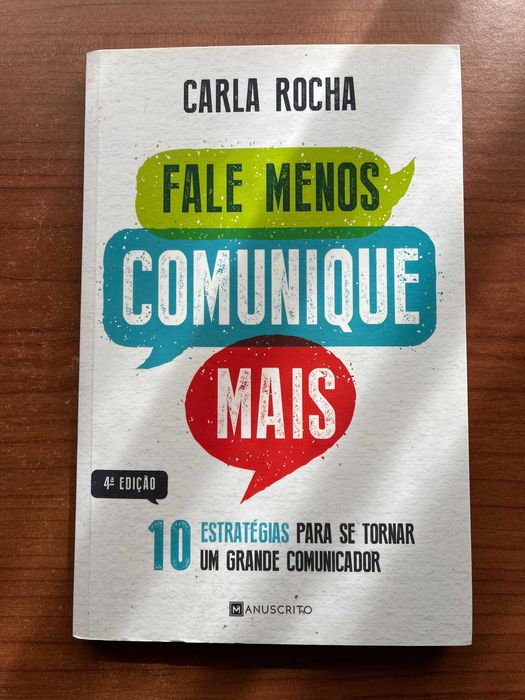 CARLA ROCHA
FALE MENOS
COMUNIQUE
MAIS
4ª EDIÇÃO
10 ESTRATÉGIAS PARA SE TORNAR
UM GRANDE COMUNICADOR
MANUSCRITO